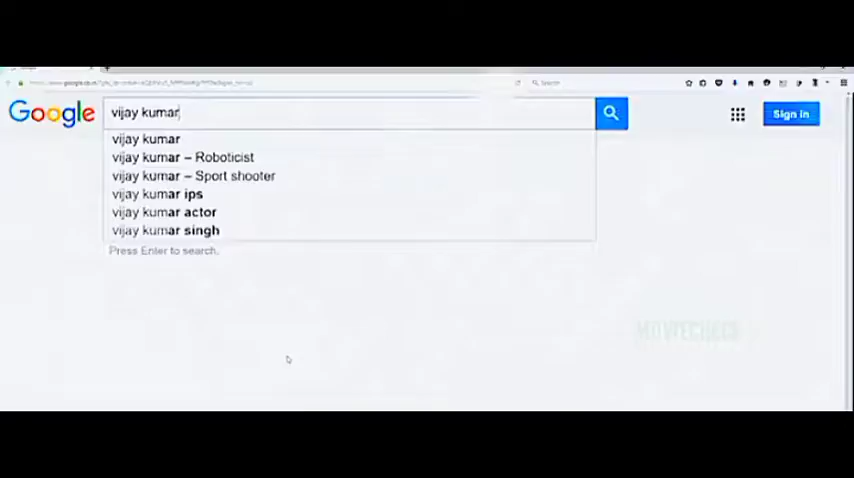 Google
vijay kumar
Sign in
vijay kumar
vijay kumar – Roboticist
vijay kumar – Sport shooter
vijay kumar ips
vijay kumar actor
vijay kumar singh
Press Enter to search.
Search